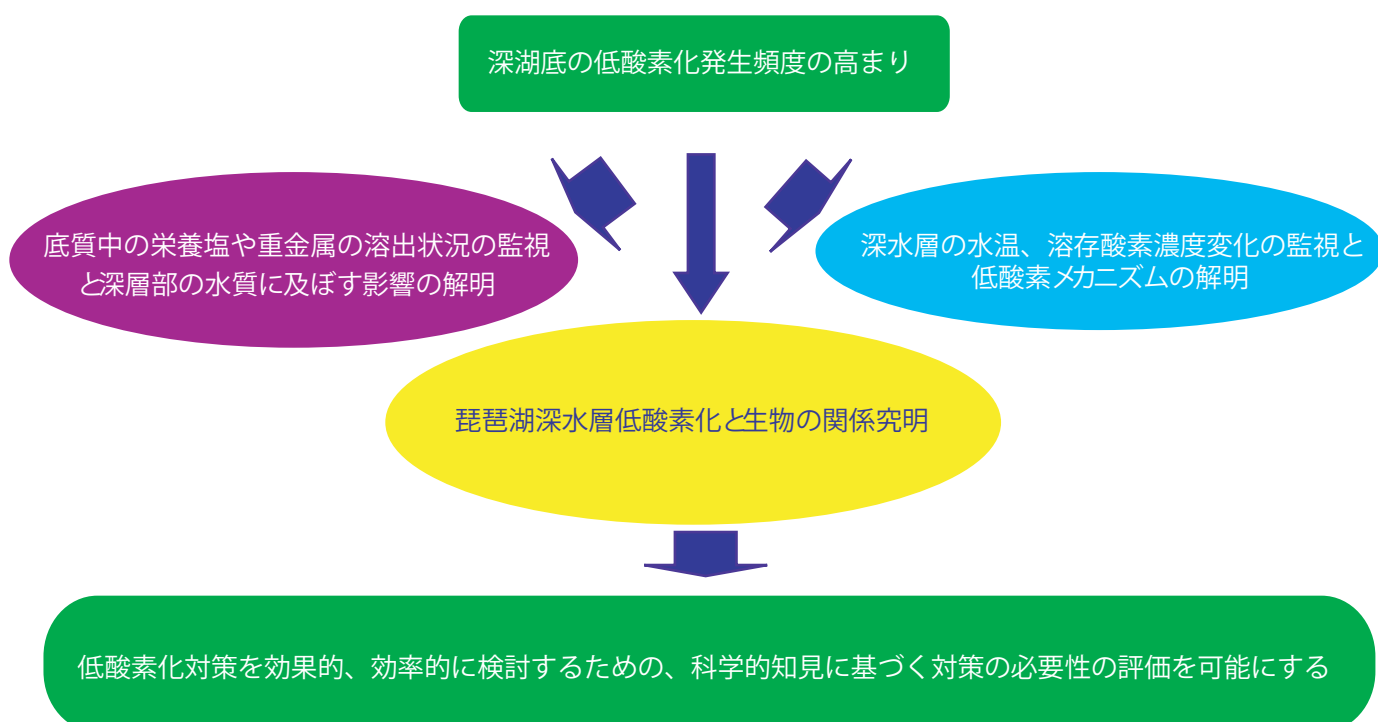 深湖底の低酸素化発生頻度の高まり
底質中の栄養塩や重金属の溶出状況の監視
と深層部の水質に及ぼす影響の解明
深水層の水温、溶存酸素濃度変化の監視と
低酸素メカニズムの解明
琵琶湖深水層低酸素化と生物の関係究明
低酸素化対策を効果的、効率的に検討するための、科学的知見に基づく対策の必要性の評価を可能にする